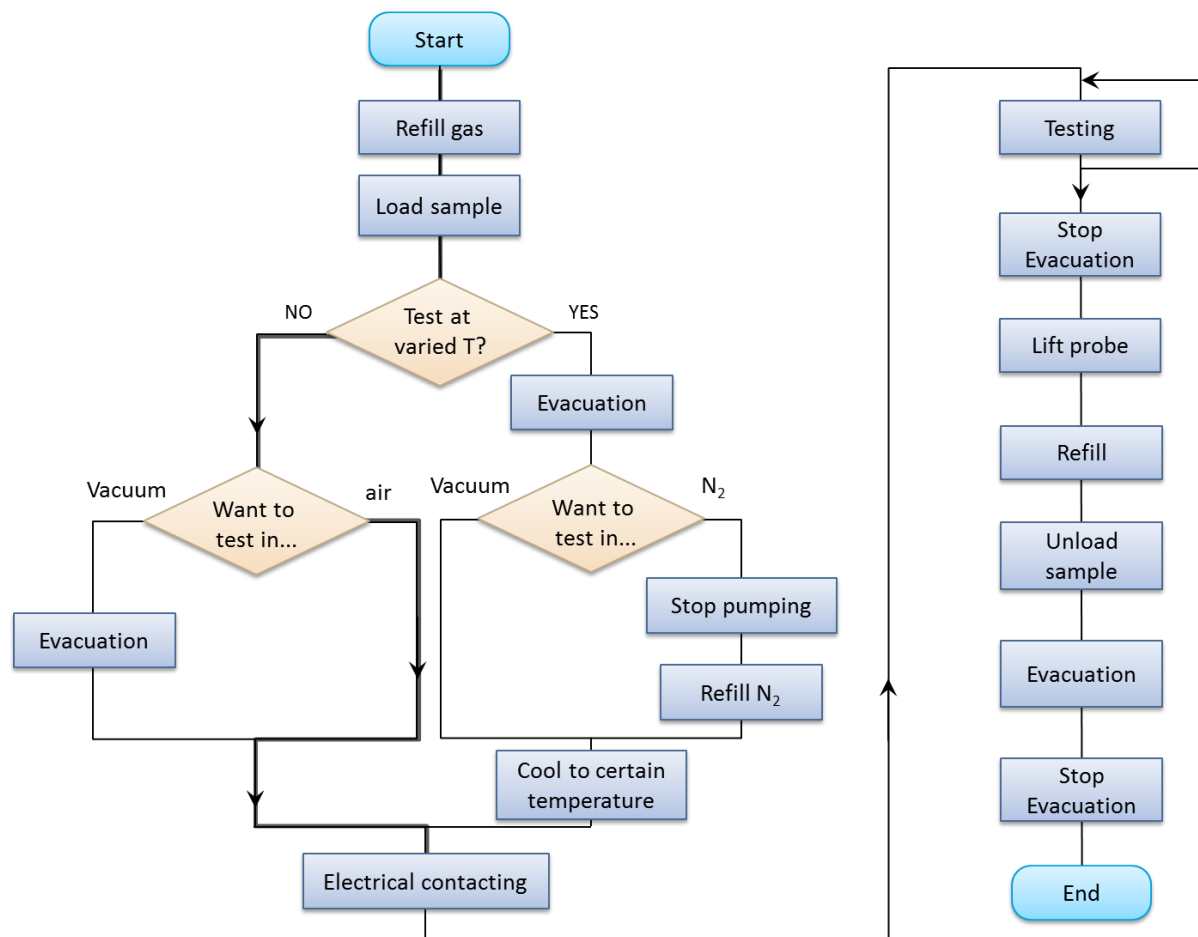 Start
Refill gas
Load sample
Test at
varied T?
NO
YES
Evacuation
Want to
test in...
Vacuum
air
Evacuation
Want to
test in...
Vacuum
N₂
Stop pumping
Refill N₂
Cool to certain
temperature
Electrical contacting
Testing
Stop
Evacuation
Lift probe
Refill
Unload
sample
Evacuation
Stop
Evacuation
End